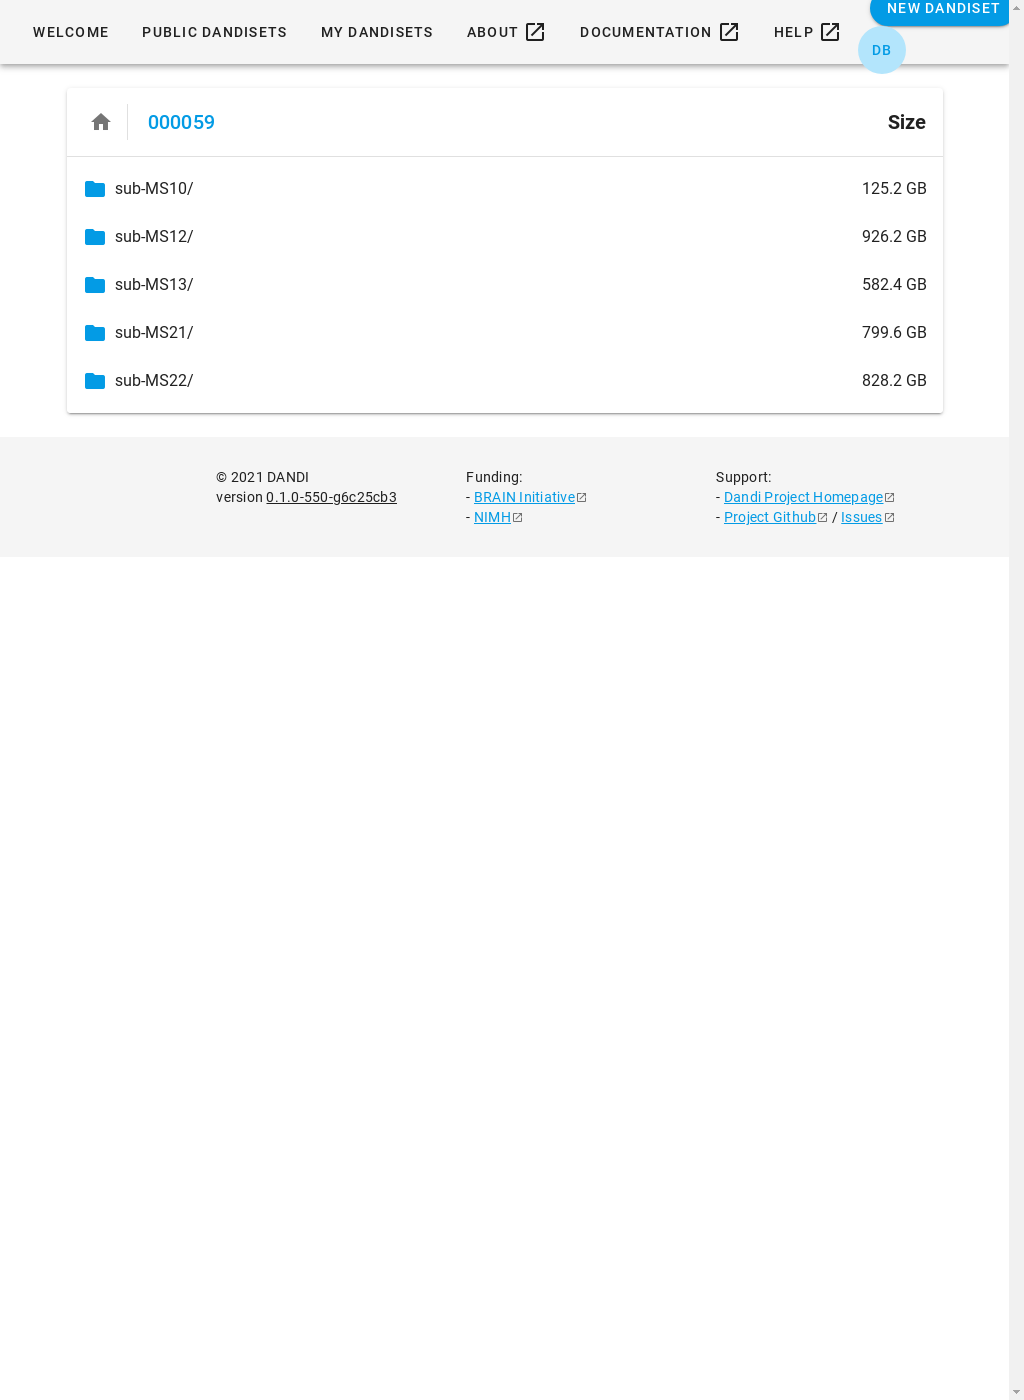 WELCOME PUBLIC DANDISETS MY DANDISETS ABOUT DOCUMENTATION HELP NEW DANDISET
DB
000059 Size
sub-MS10/ 125.2 GB
sub-MS12/ 926.2 GB
sub-MS13/ 582.4 GB
sub-MS21/ 799.6 GB
sub-MS22/ 828.2 GB
© 2021 DANDI
version 0.1.0-550-g6c25cb3
Funding:
- BRAIN Initiative
- NIMH
Support:
- Dandi Project Homepage
- Project Github / Issues